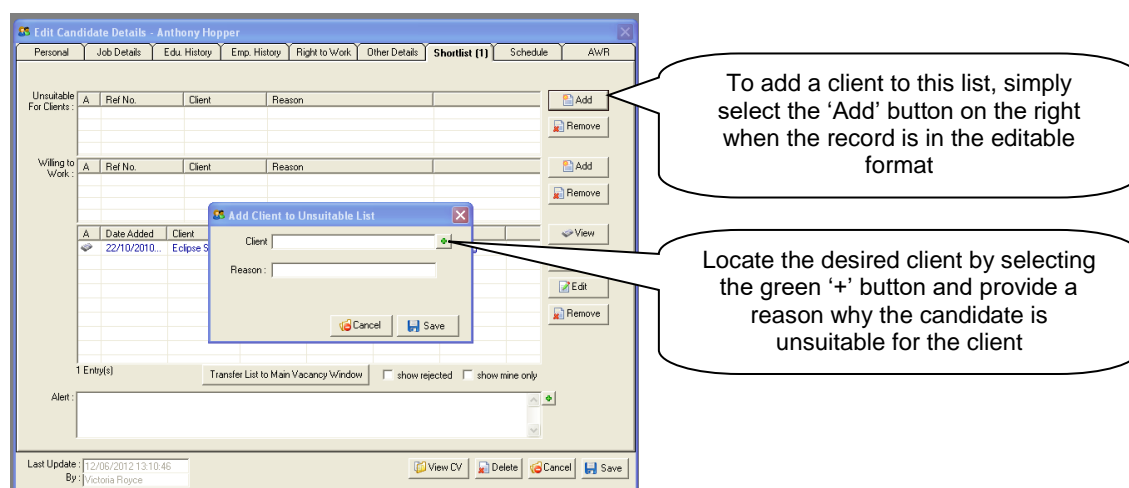 Edit Candidate Details - Anthony Hopper
Personal Job Details Edu. History Emp. History Right to Work Other Details Shortlist (1) Schedule AWR
Unsuitable For Clients :
A Ref No. Client Reason
Add
Remove
To add a client to this list, simply
select the ‘Add’ button on the right
when the record is in the editable
format
Willing to Work :
A Ref No. Client Reason
Add
Remove
Add Client to Unsuitable List
Client
Reason :
Cancel Save
A Date Added Client
View
22/10/2010... Eclipse S
Edit
Remove
Locate the desired client by selecting
the green ‘+’ button and provide a
reason why the candidate is
unsuitable for the client
1 Entry(s) Transfer List to Main Vacancy Window show rejected show mine only
Alert :
Last Update : 12/06/2012 13:10:46
By : Victoria Royce
View CV Delete Cancel Save